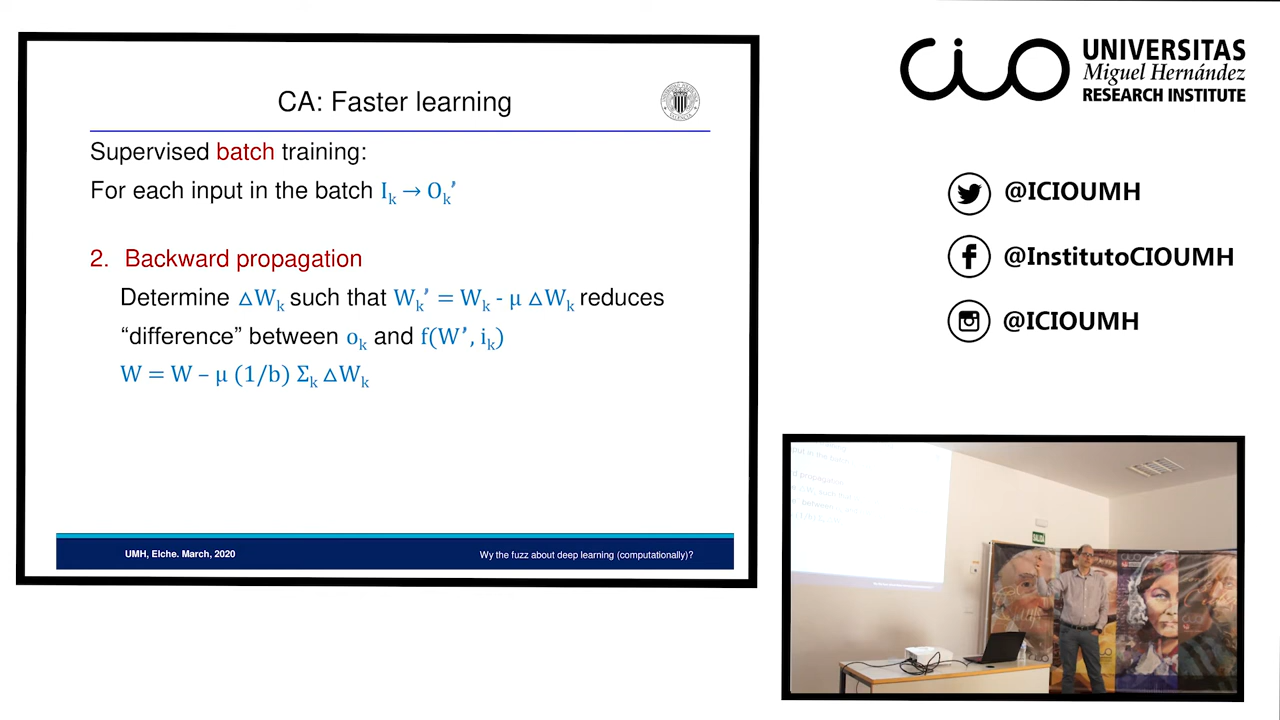 CA: Faster learning
Supervised batch training:
For each input in the batch Iₖ → Oₖ’
2. Backward propagation
Determine △Wₖ such that Wₖ’ = Wₖ - μ △Wₖ reduces
“difference” between oₖ and f(W’, iₖ)
W = W – μ (1/b) Σₖ △Wₖ
UMH, Elche. March, 2020
Wy the fuzz about deep learning (computationally)?
cio
UNIVERSITAS
Miguel Hernández
RESEARCH INSTITUTE
@ICIOUMH
@InstitutoCIOUMH
@ICIOUMH
SALIDA